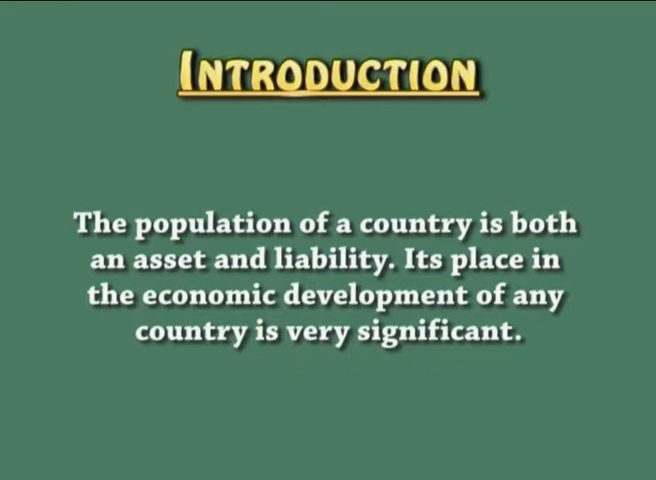 INTRODUCTION
The population of a country is both
an asset and liability. Its place in
the economic development of any
country is very significant.